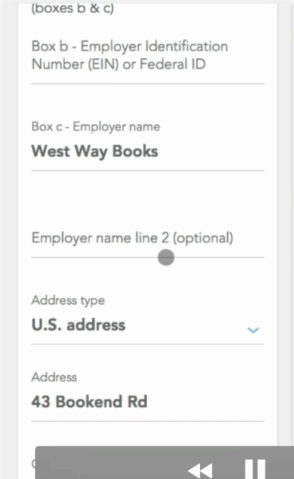 (boxes b & c)
Box b - Employer Identification
Number (EIN) or Federal ID
Box c - Employer name
West Way Books
Employer name line 2 (optional)
Address type
U.S. address
Address
43 Bookend Rd